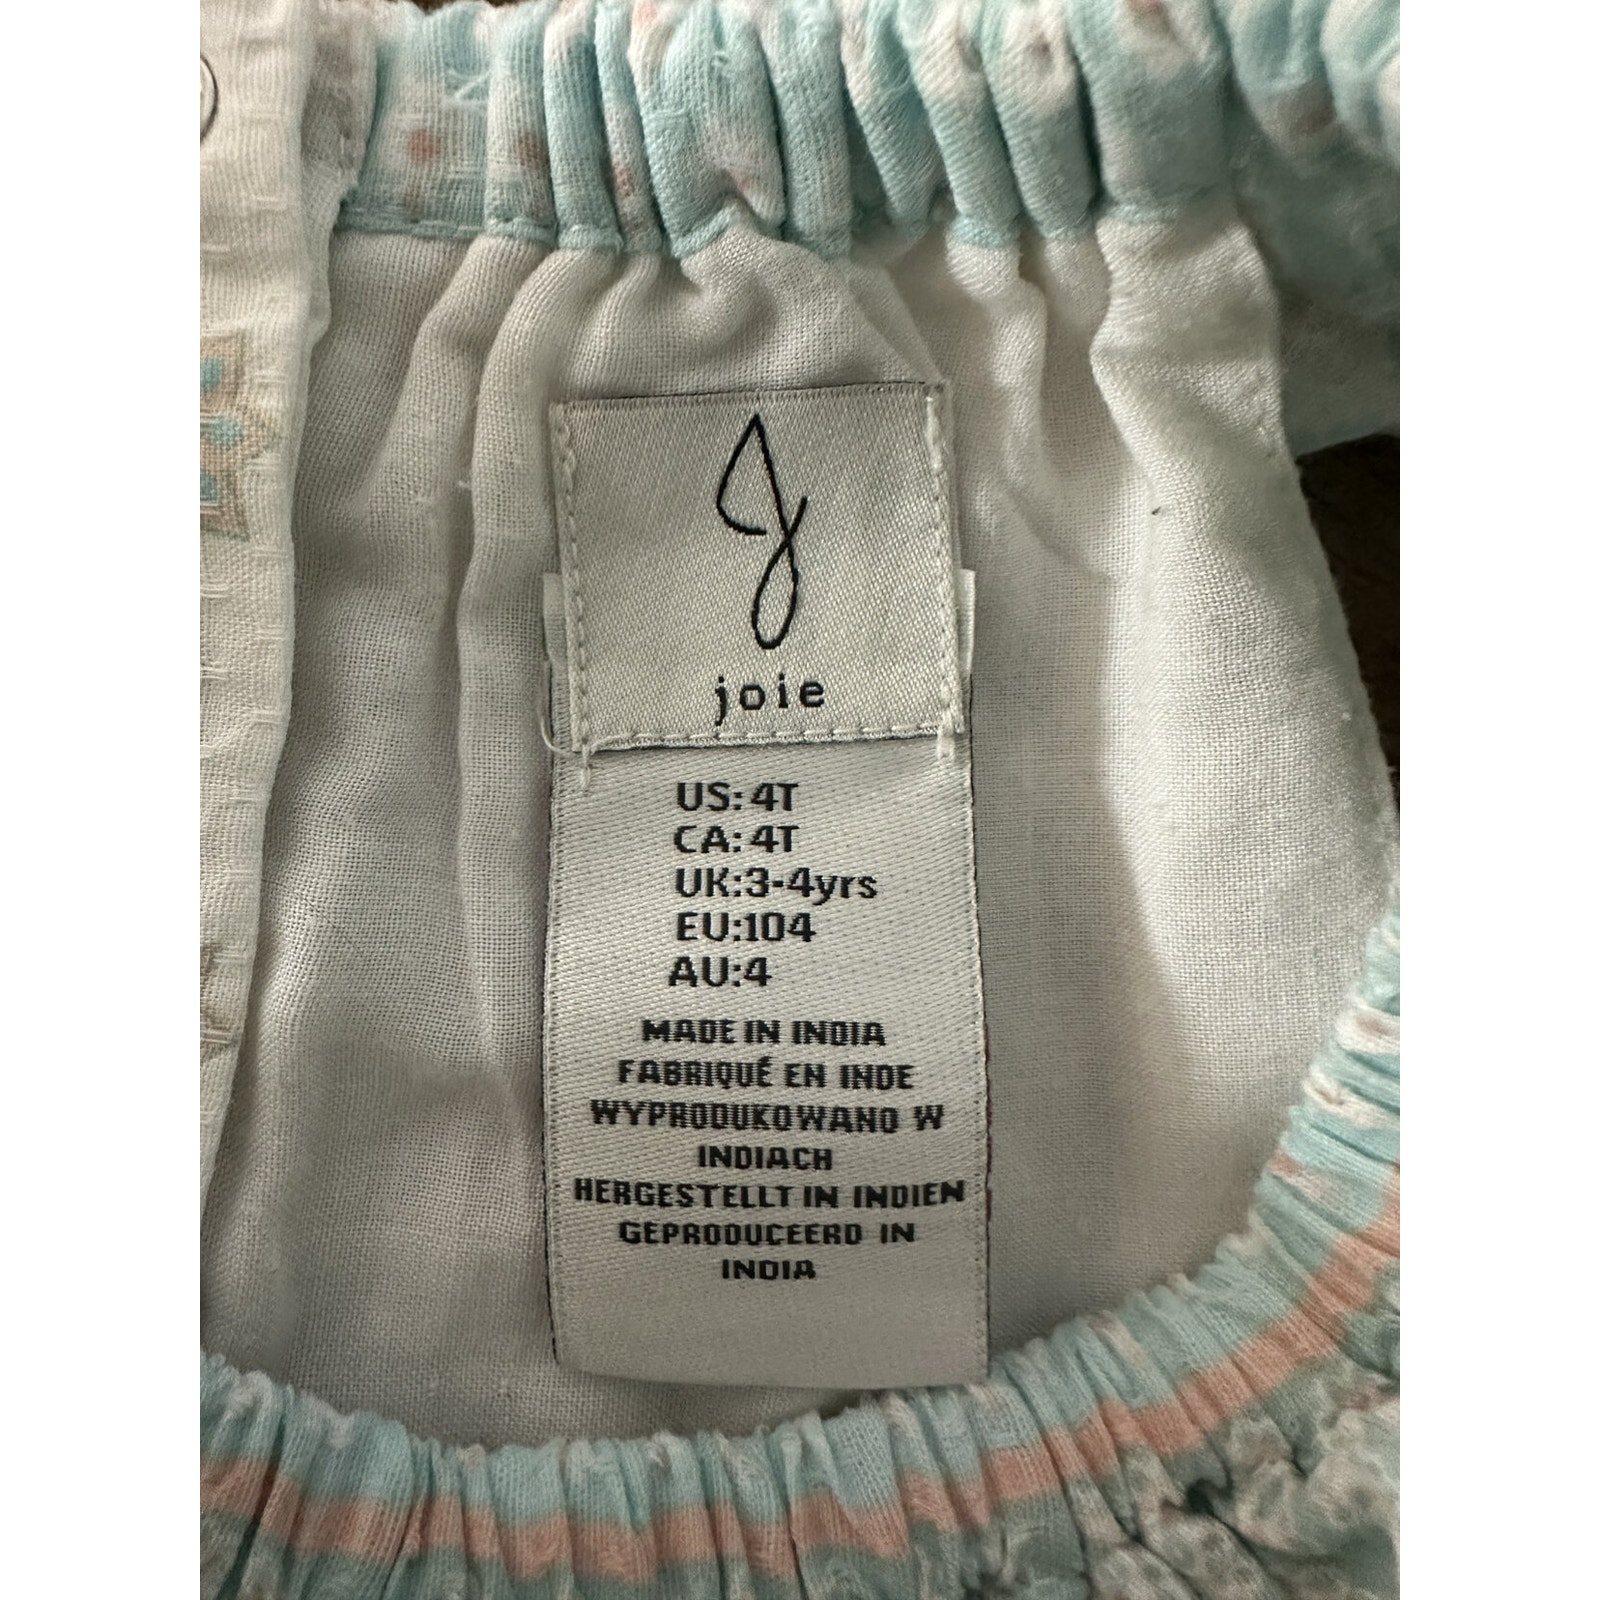 joie
US: 4T
CA: 4T
UK:3-4yrs
EU:104
AU:4
MADE IN INDIA
FABRIQUÉ EN INDE
WYPRODUKOWANO W
INDIACH
HERGESTELLT IN INDIEN
GEPRODUCEERD IN
INDIA